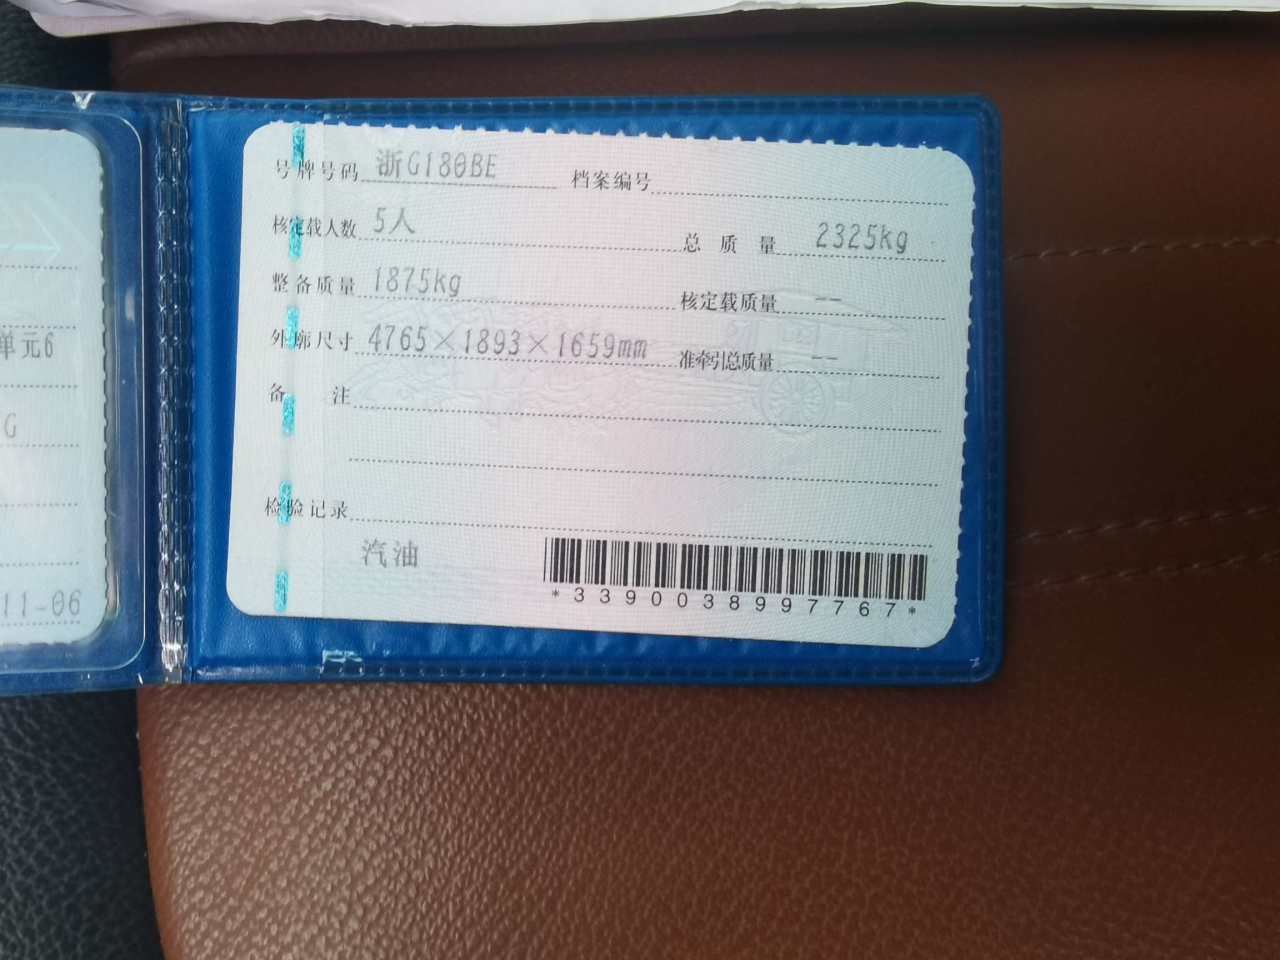 单元6
G
11-06
号牌号码 浙G180BE 档案编号
核定载人数 5人 总质量 2325kg
整备质量 1875kg 核定载质量 --
外廓尺寸 4765×1893×1659mm 准牵引总质量 --
备注
检验记录
汽油
*3390038997767*